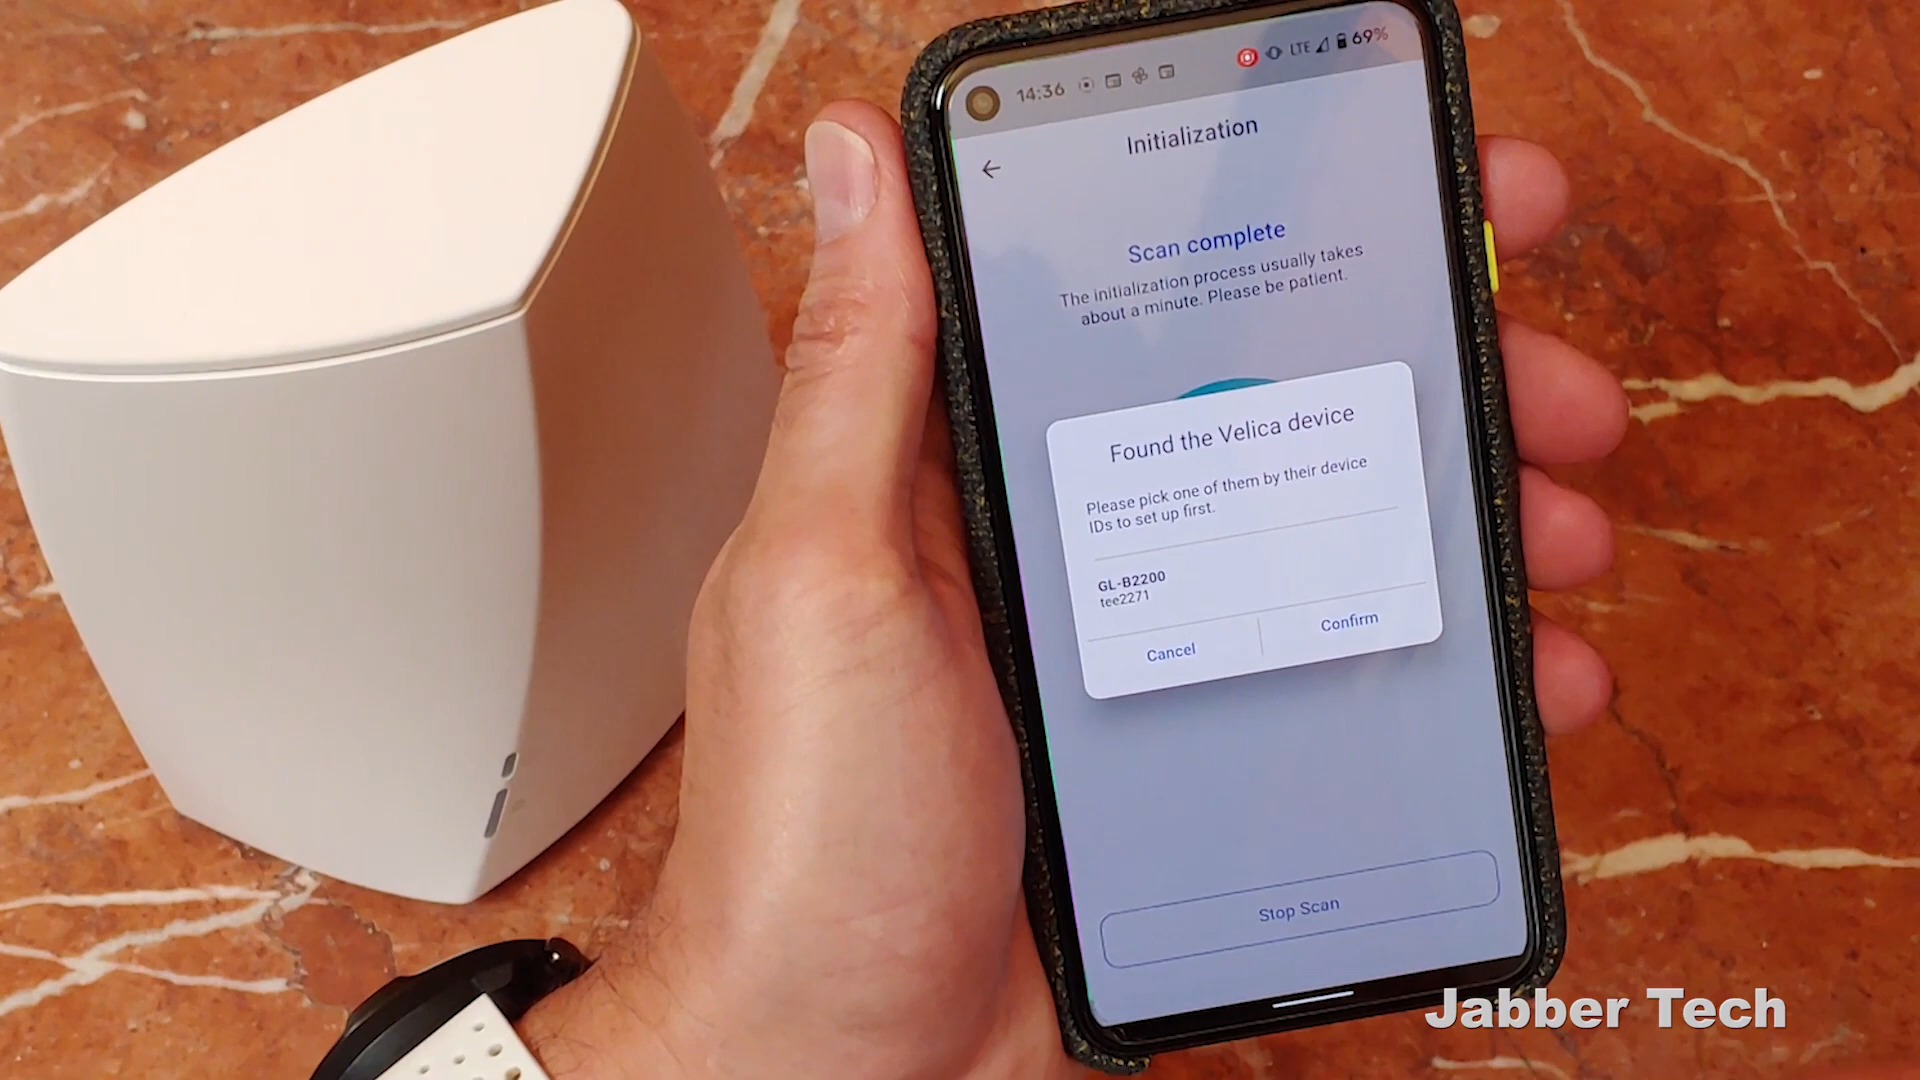 14:36
LTE
69%
Initialization
Scan complete
The initialization process usually takes
about a minute. Please be patient.
Found the Velica device
Please pick one of them by their device
IDs to set up first.
GL-B2200
tee2271
Cancel
Confirm
Stop Scan
Jabber Tech